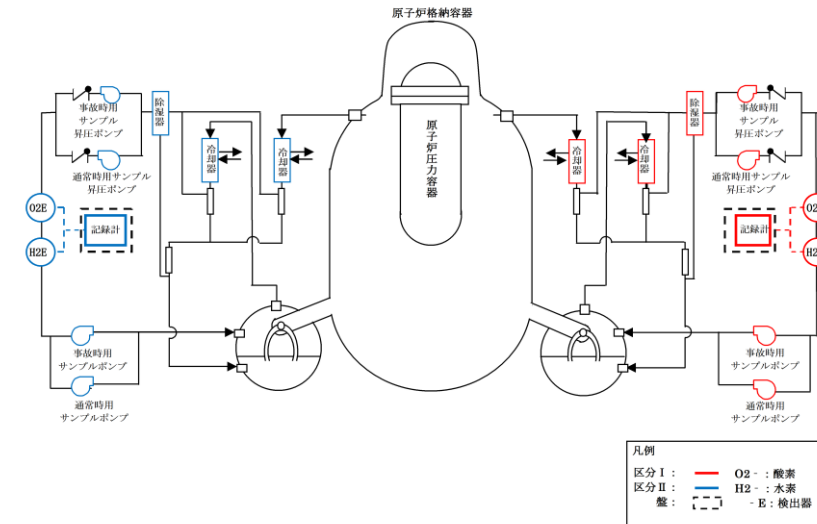 原子炉格納容器
事故時用
サンプル
昇圧ポンプ
通常時用サンプル
昇圧ポンプ
除湿器
冷却器
冷却器
原子炉圧力容器
冷却器
冷却器
除湿器
事故時用
サンプル
昇圧ポンプ
通常時用サンプル
昇圧ポンプ
O2E
H2E
記録計
記録計
O2
H2
事故時用
サンプルポンプ
通常時用
サンプルポンプ
事故時用
サンプルポンプ
通常時用
サンプルポンプ
凡例
区分Ⅰ： O2‐：酸素
区分Ⅱ： H2‐：水素
盤： ‐E：検出器